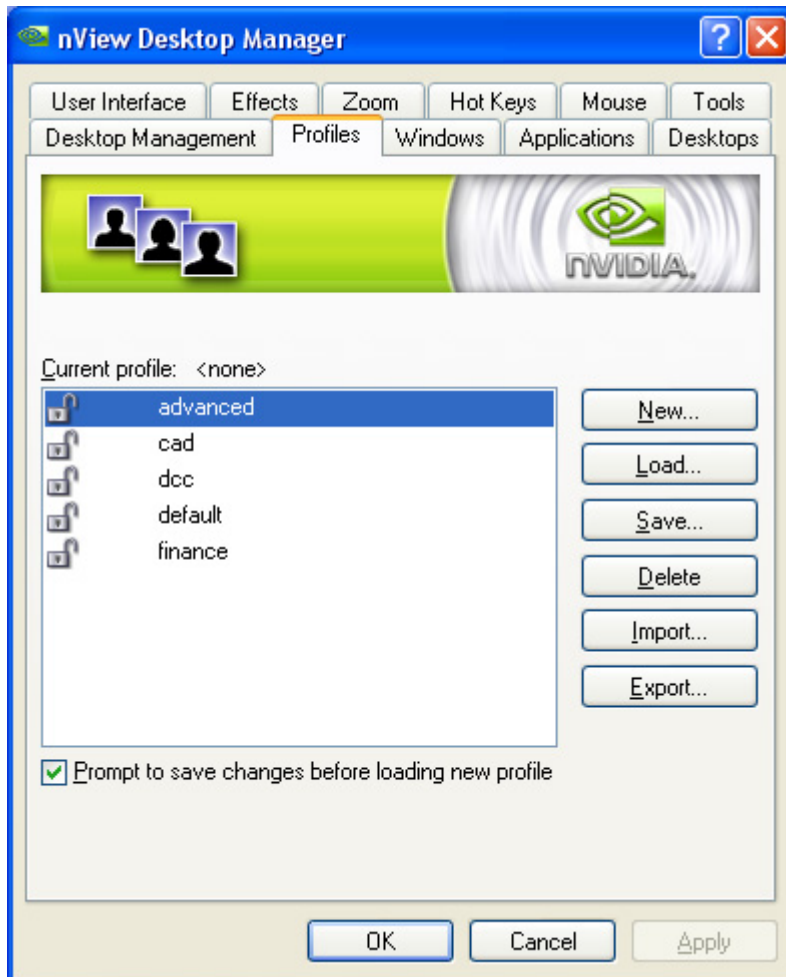 nView Desktop Manager
User Interface Effects Zoom Hot Keys Mouse Tools
Desktop Management Profiles Windows Applications Desktops
nVIDIA.
Current profile: <none>
advanced
cad
dcc
default
finance
New...
Load...
Save...
Delete
Import...
Export...
Prompt to save changes before loading new profile
OK Cancel Apply